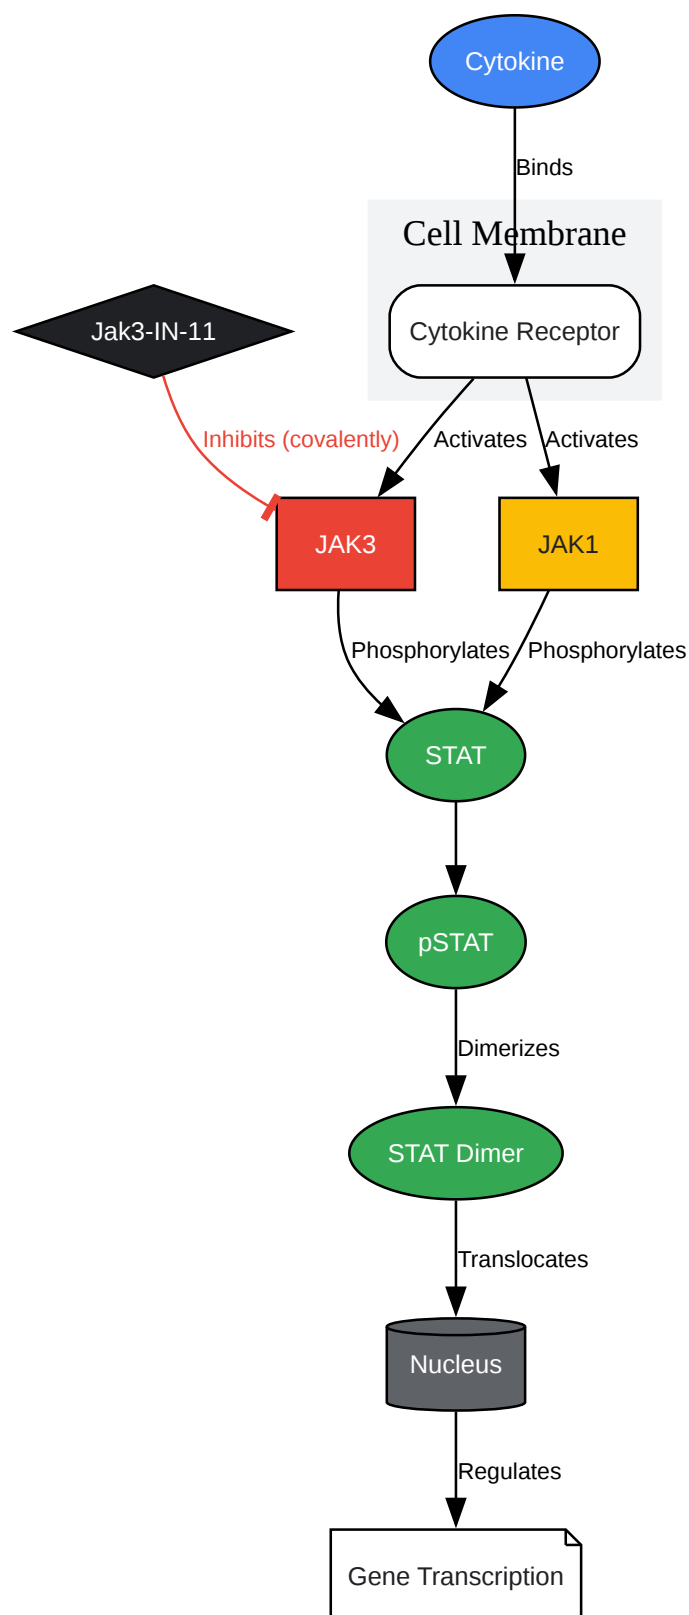 Cytokine
Binds
Cell Membrane
Cytokine Receptor
Jak3-IN-11
Inhibits (covalently)
Activates
Activates
JAK3
JAK1
Phosphorylates
Phosphorylates
STAT
pSTAT
Dimerizes
STAT Dimer
Translocates
Nucleus
Regulates
Gene Transcription